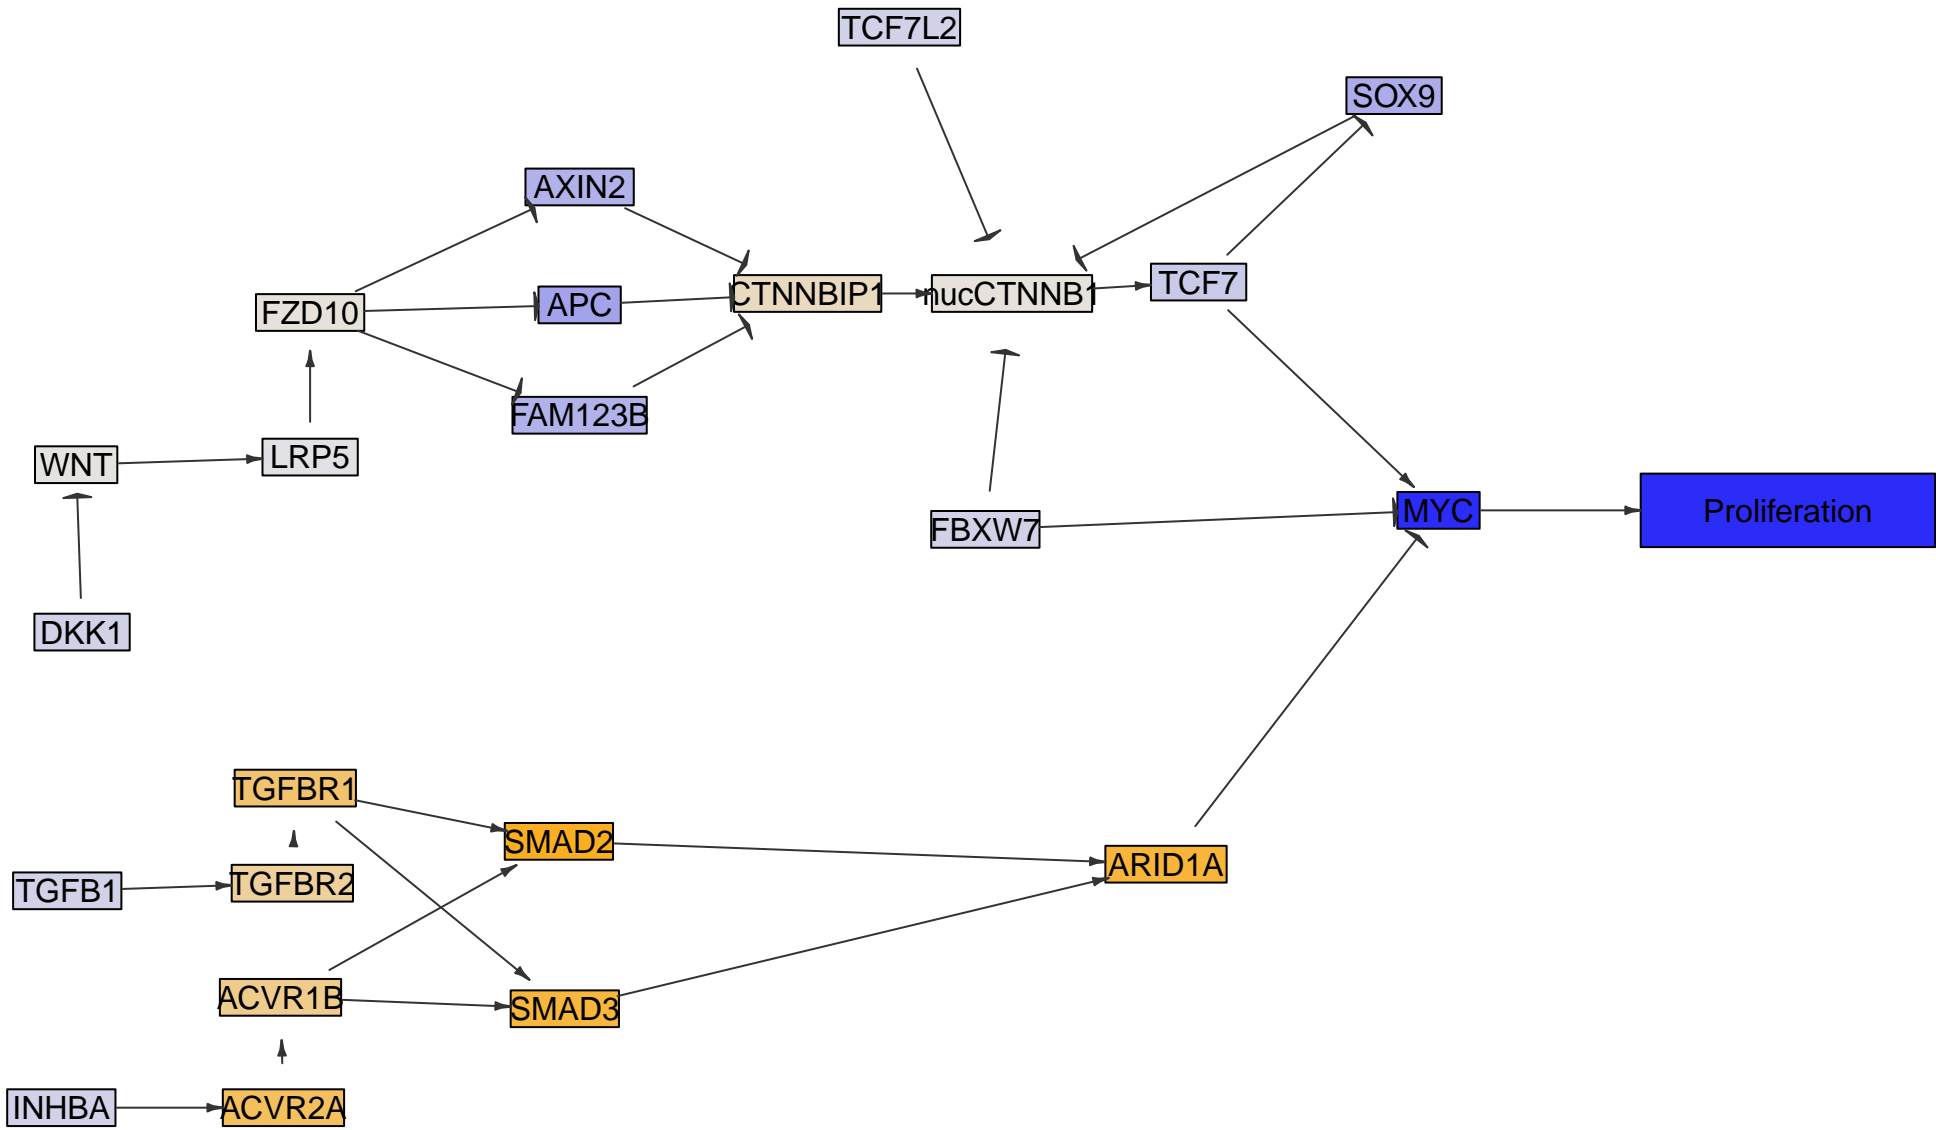 TCF7L2
SOX9
AXIN2
TCF7
CTNNBIP1
nucCTNNB1
APC
FZD10
FAM123B
LRP5
WNT
MYC
Proliferation
FBXW7
DKK1
TGFBR1
SMAD2
ARID1A
TGFBR2
TGFB1
ACVR1B
SMAD3
INHBA
ACVR2A